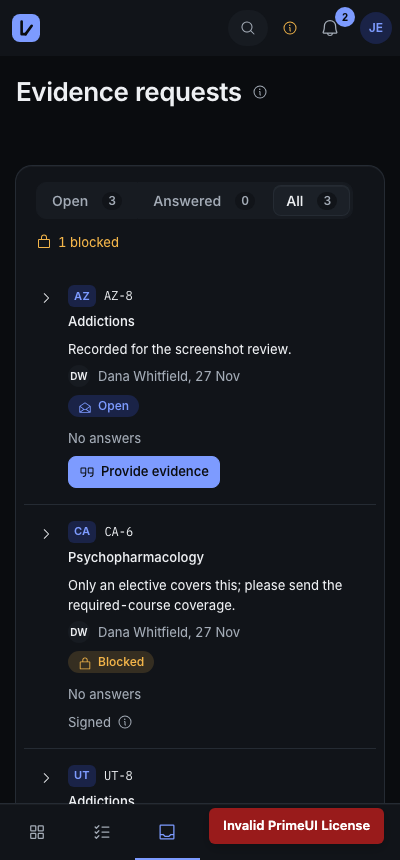 2
JE
Evidence requests
Open 3 Answered 0 All 3
1 blocked
AZ AZ-8
Addictions
Recorded for the screenshot review.
DW Dana Whitfield, 27 Nov
Open
No answers
Provide evidence
CA CA-6
Psychopharmacology
Only an elective covers this; please send the
required-course coverage.
DW Dana Whitfield, 27 Nov
Blocked
No answers
Signed
UT UT-8
Addictions
Invalid PrimeUI License